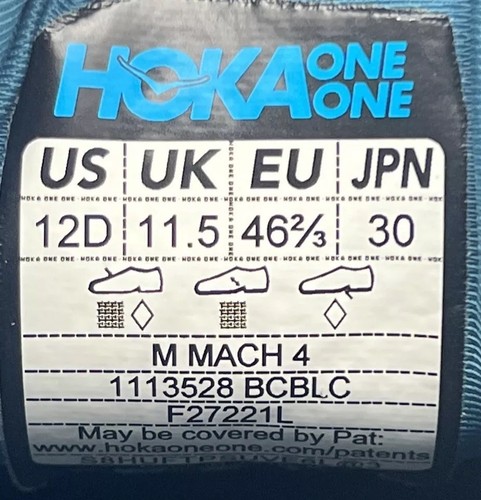 HOKA ONE ONE
US UK EU JPN
12D 11.5 46⅔ 30
M MACH 4
1113528 BCBLC
F27221L
May be covered by Pat:
www.hokaoneone.com/patents